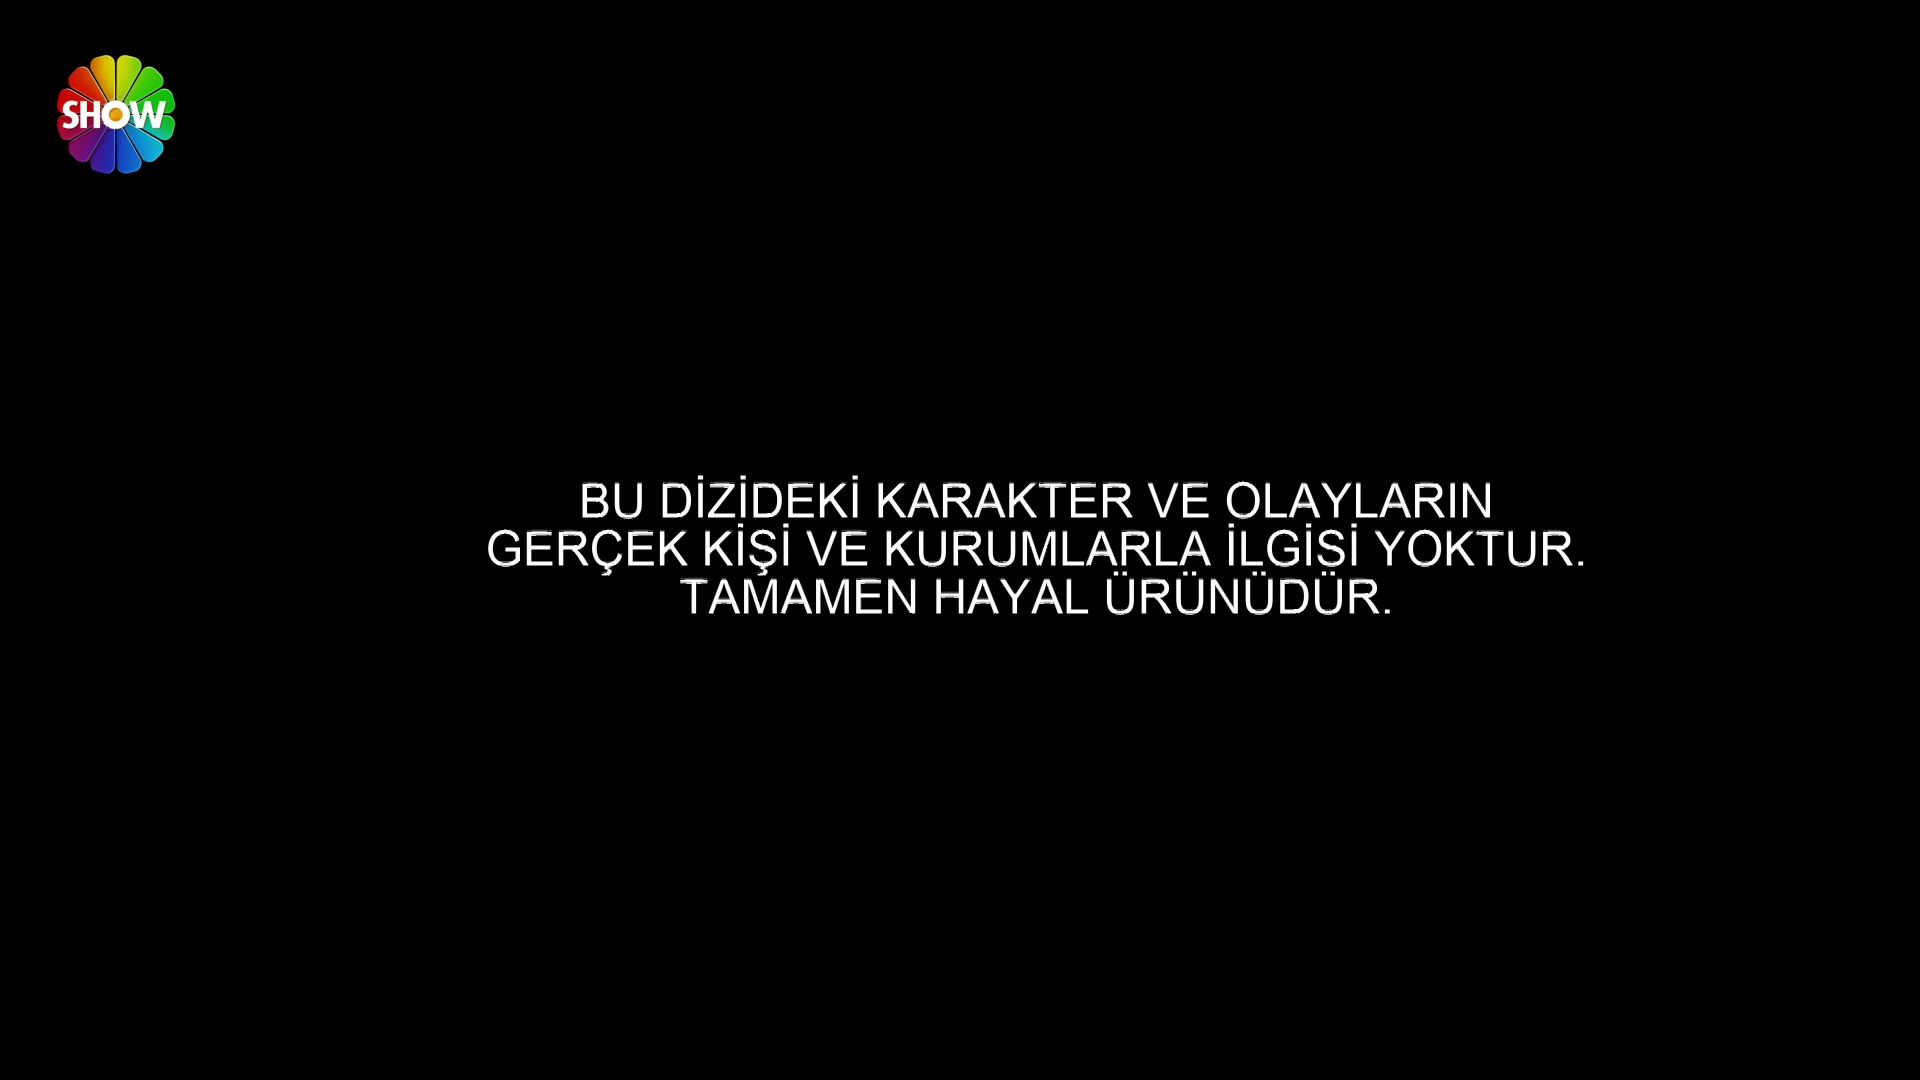 SHOW
BU DİZİDEKİ KARAKTER VE OLAYLARIN
GERÇEK KİŞİ VE KURUMLARLA İLGİSİ YOKTUR.
TAMAMEN HAYAL ÜRÜNÜDÜR.